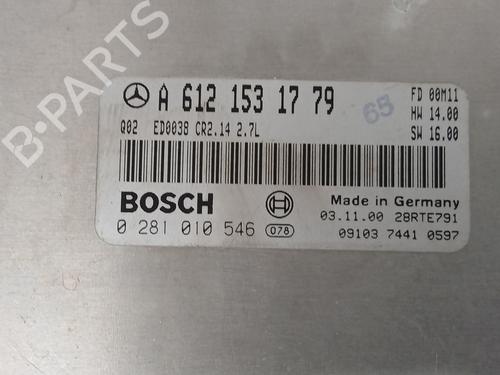 B-PARTS
A 612 153 17 79
65
FD 00M11
HW 14.00
SW 16.00
Q02 ED0038 CR2.14 2.7L
BOSCH
Made in Germany
0 281 010 546 078
03.11.00 28RTE791
09103 7441 0597